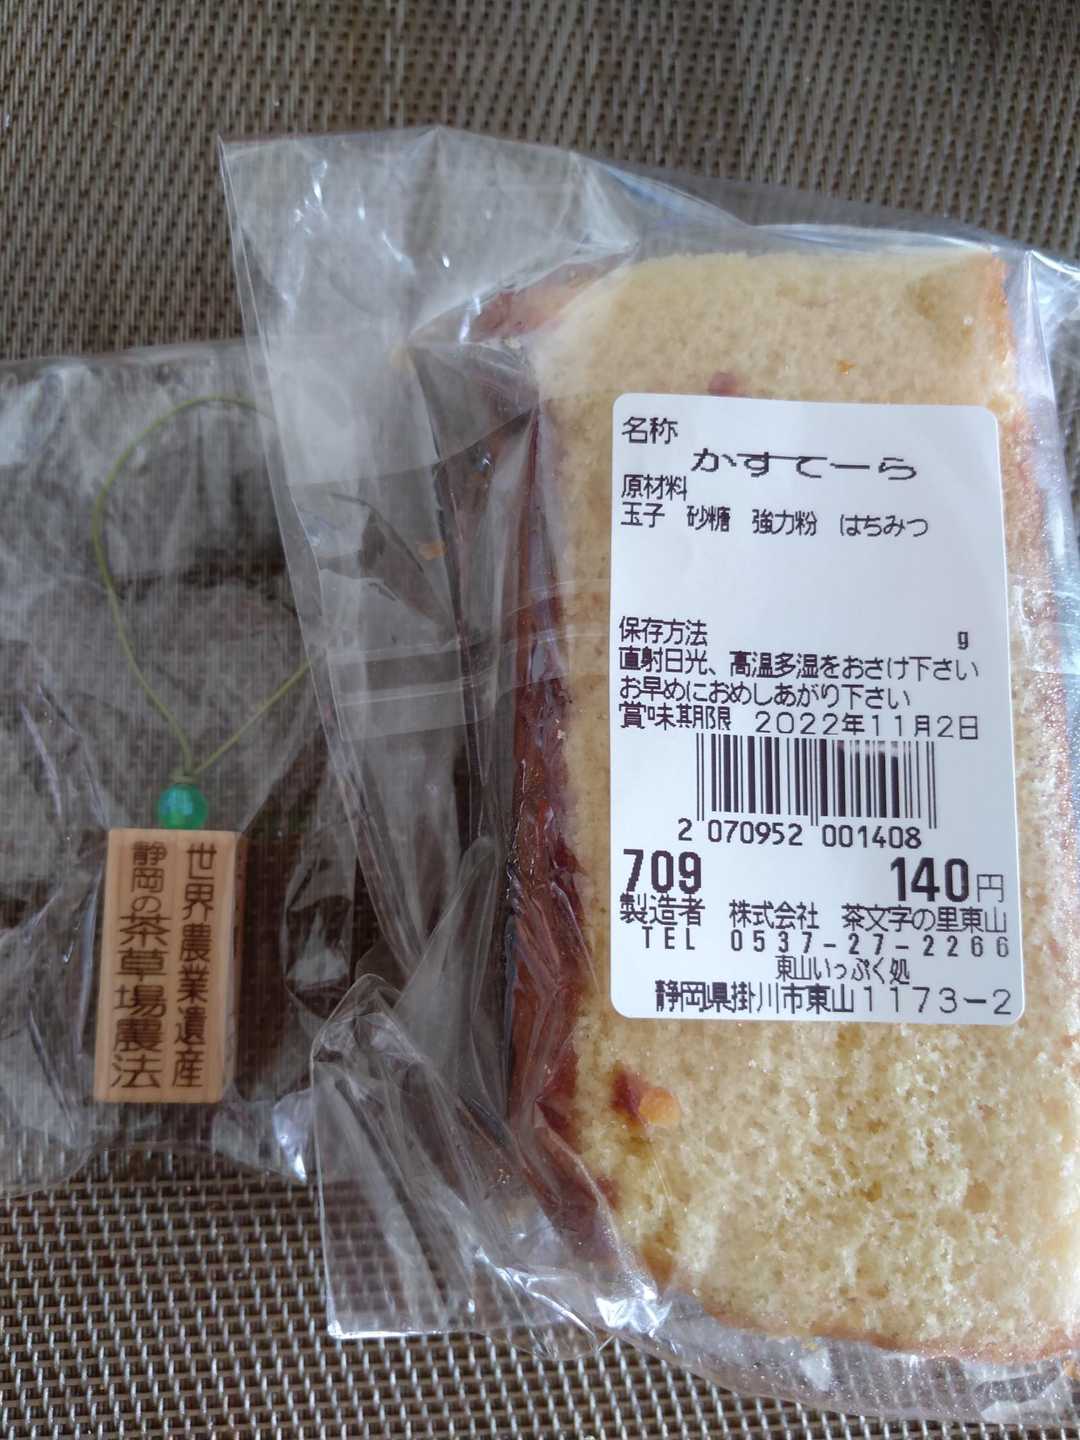 世界農業遺産
静岡の茶草場農法
名称
かすてーら
原材料
玉子 砂糖 強力粉 はちみつ
保存方法 g
直射日光、高温多湿をおさけ下さい
お早めにおめしあがり下さい
賞味期限 2022年11月2日
2 070952 001408
709 140円
製造者 株式会社 茶文字の里東山
TEL 0537-27-2266
東山いっぷく処
静岡県掛川市東山1173-2